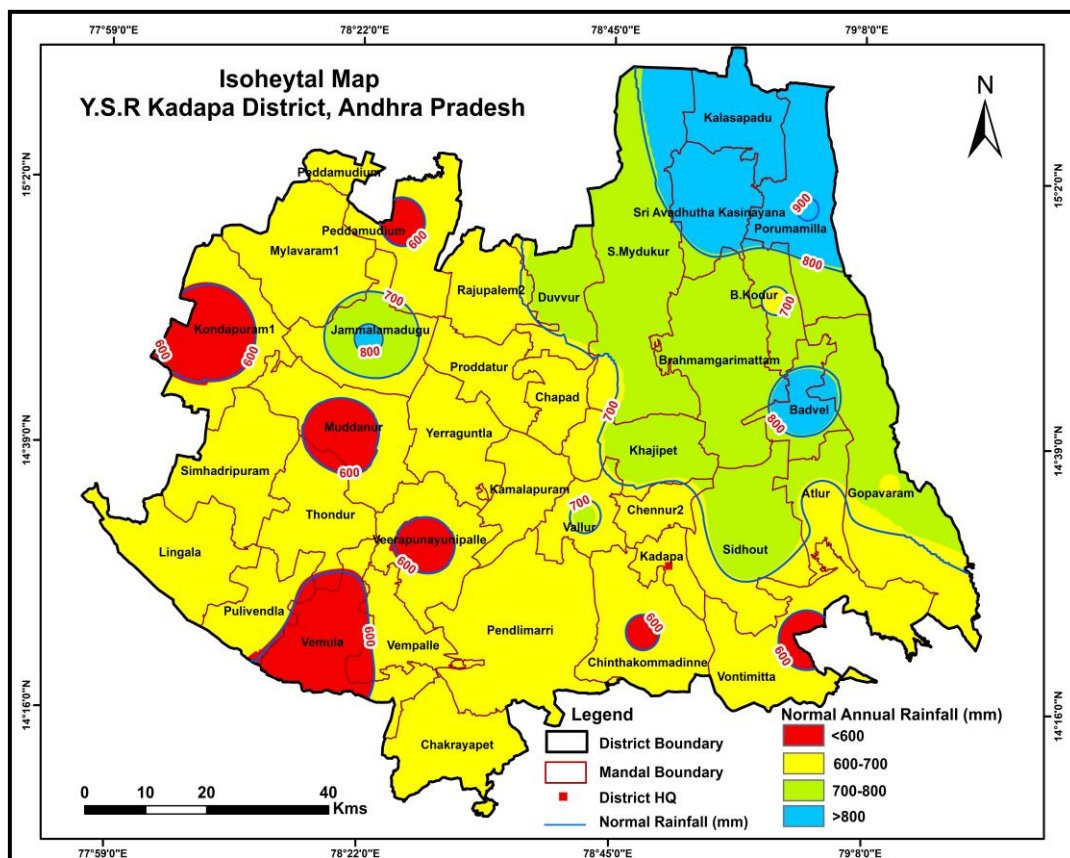 77°59'0"E
78°22'0"E
78°45'0"E
79°8'0"E
Isoheytal Map
Y.S.R Kadapa District, Andhra Pradesh
N
Kalasapadu
15°2'0"N
15°2'0"N
Peddamudium
Sri Avadhutha Kasinayana
900
Porumamilla
Peddamudium
600
Mylavaram1
S.Mydukur
800
Rajupalem2
Duvvur
700
B.Kodur
700
Kondapuram1
Jammalamadugu
600
600
800
Brahmamgarimattam
Proddatur
Chapad
700
Badvel
800
Muddanur
Yerraguntla
14°39'0"N
14°39'0"N
Khajipet
600
Simhadripuram
Kamalapuram
Atlur
Gopavaram
700
Thondur
Chennur2
Vallur
Veerapunayunipalle
Lingala
Kadapa
Sidhout
600
Pulivendla
Pendlimarri
600
600
Vemula
Vempalle
600
Chinthakommadinne
Vontimitta
14°16'0"N
14°16'0"N
Chakrayapet
Legend
District Boundary
Mandal Boundary
District HQ
Normal Rainfall (mm)
Normal Annual Rainfall (mm)
<600
600-700
700-800
>800
0 10 20 40
Kms
77°59'0"E
78°22'0"E
78°45'0"E
79°8'0"E